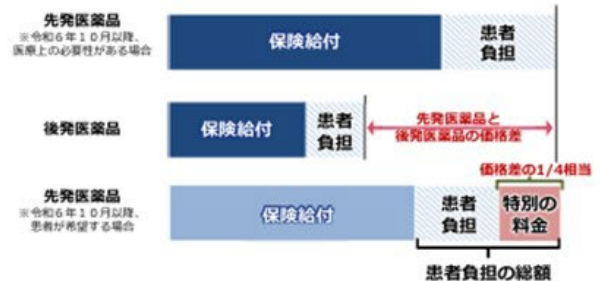 先発医薬品
※令和6年10月以降、
医療上の必要性がある場合
保険給付
患者
負担
後発医薬品
保険給付
患者
負担
先発医薬品と
後発医薬品の価格差
価格差の1/4相当
先発医薬品
※令和6年10月以降、
患者が希望する場合
保険給付
患者
負担
特別の
料金
患者負担の総額